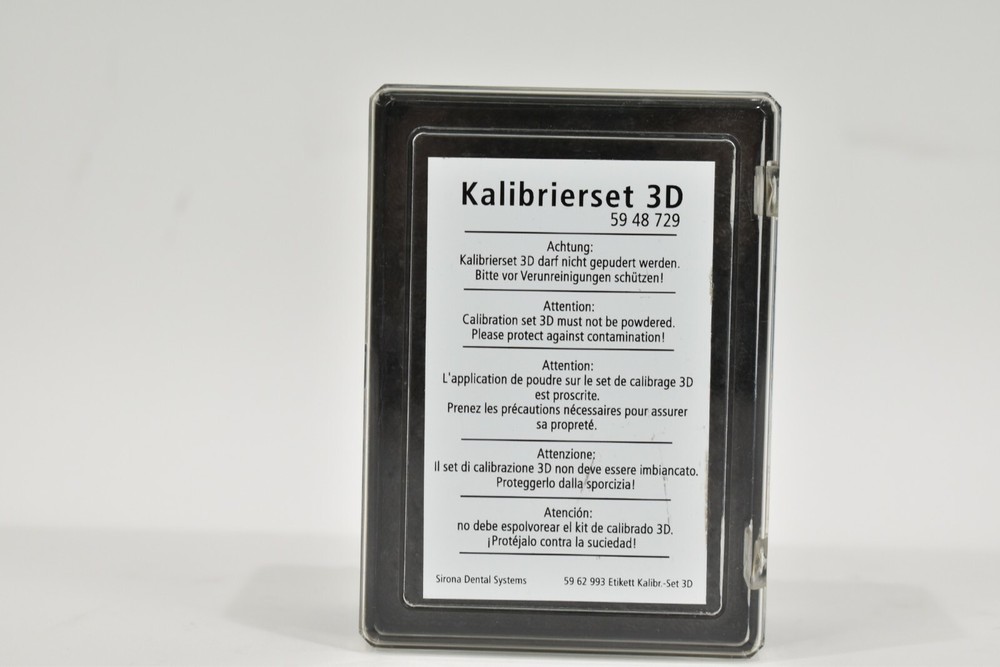 Kalibrierset 3D
59 48 729
Achtung:
Kalibrierset 3D darf nicht gepudert werden.
Bitte vor Verunreinigungen schützen!
Attention:
Calibration set 3D must not be powdered.
Please protect against contamination!
Attention:
L'application de poudre sur le set de calibrage 3D
est proscrite.
Prenez les précautions nécessaires pour assurer
sa propreté.
Attenzione;
Il set di calibrazione 3D non deve essere imbiancato.
Proteggerlo dalla sporcizia!
Atención:
no debe espolvorear el kit de calibrado 3D.
¡Protéjalo contra la suciedad!
Sirona Dental Systems 59 62 993 Etikett Kalibr.-Set 3D